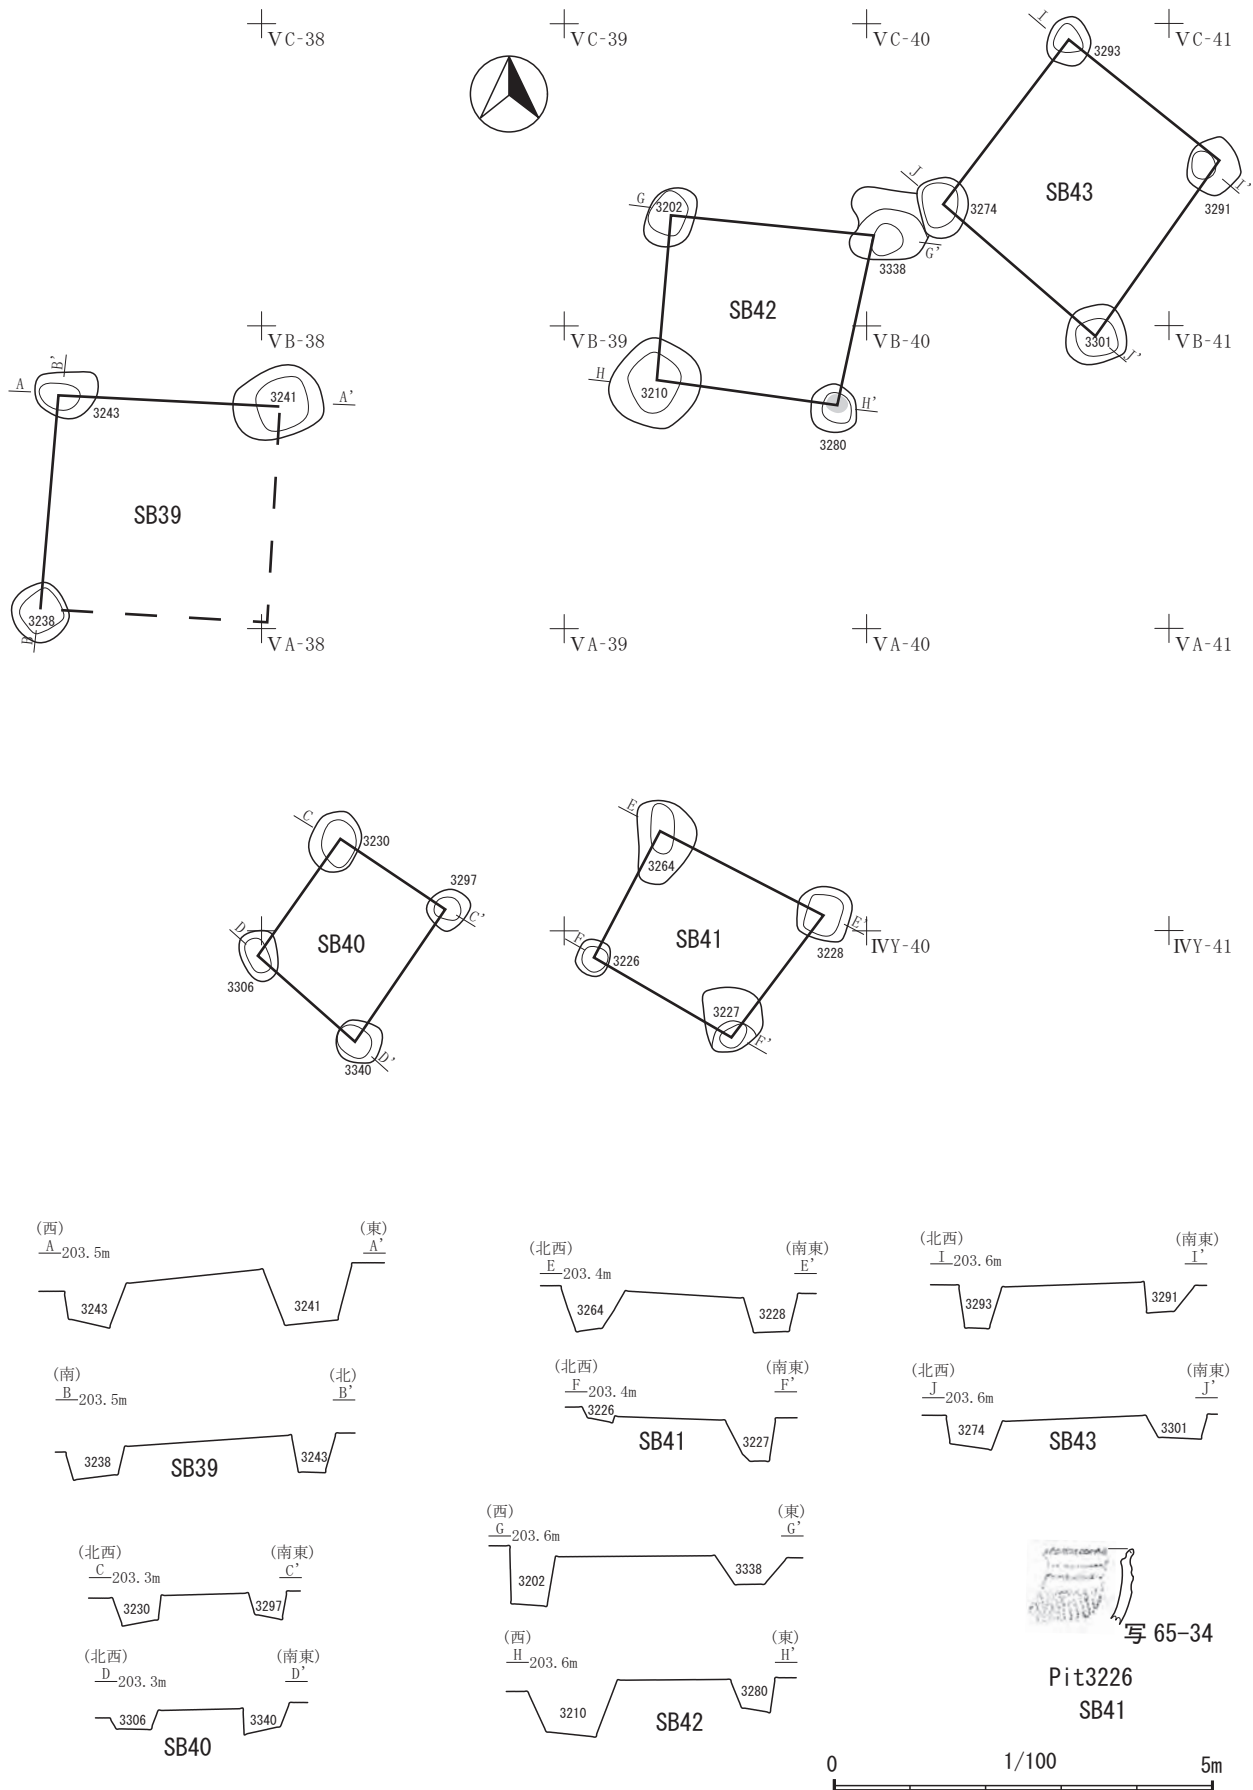 VC-38
VC-39
VC-40
VC-41
I
3293
J
3274
SB43
I'
3291
G
3202
G'
3338
SB42
3301
J'
VB-38
VB-39
VB-40
VB-41
A
B'
3243
3241
A'
H
3210
H'
3280
SB39
3238
B
VA-38
VA-39
VA-40
VA-41
C
3230
3297
C'
D
SB40
3306
D'
3340
E
3264
E'
3228
SB41
F
3226
3227
F'
ⅣY-40
ⅣY-41
(西)
A 203.5m
(東)
A'
3243
3241
(南)
B 203.5m
(北)
B'
3238
3243
SB39
(北西)
C 203.3m
(南東)
C'
3230
3297
(北西)
D 203.3m
(南東)
D'
3306
3340
SB40
(北西)
E 203.4m
(南東)
E'
3264
3228
(北西)
F 203.4m
(南東)
F'
3226
3227
SB41
(西)
G 203.6m
(東)
G'
3202
3338
(西)
H 203.6m
(東)
H'
3210
3280
SB42
(北西)
I 203.6m
(南東)
I'
3293
3291
(北西)
J 203.6m
(南東)
J'
3274
3301
SB43
写 65-34
Pit3226
SB41
0 1/100 5m